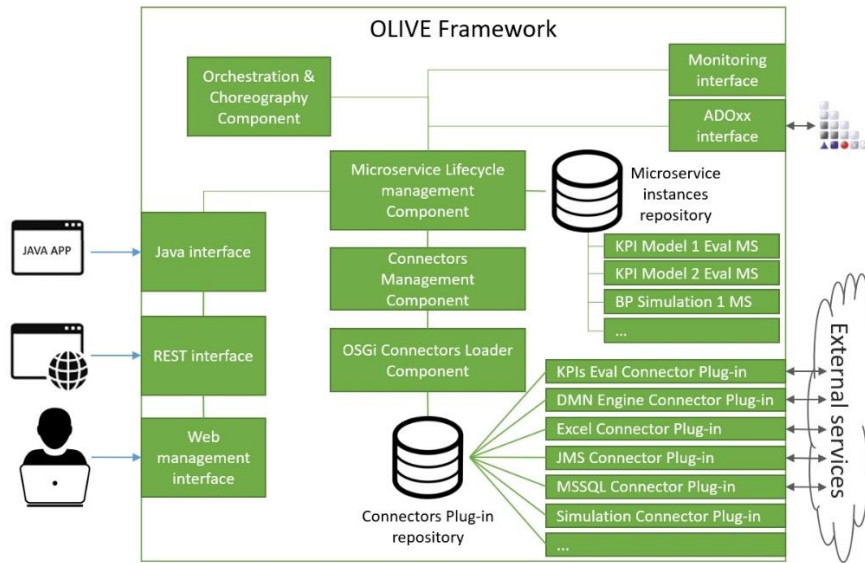 OLIVE Framework
Orchestration &
Choreography
Component
Monitoring
interface
ADOxx
interface
Microservice Lifecycle
management
Component
Microservice
instances
repository
JAVA APP
Java interface
Connectors
Management
Component
KPI Model 1 Eval MS
KPI Model 2 Eval MS
BP Simulation 1 MS
...
REST interface
OSGi Connectors Loader
Component
Web
management
interface
Connectors Plug-in
repository
KPIs Eval Connector Plug-in
DMN Engine Connector Plug-in
Excel Connector Plug-in
JMS Connector Plug-in
MSSQL Connector Plug-in
Simulation Connector Plug-in
...
External services